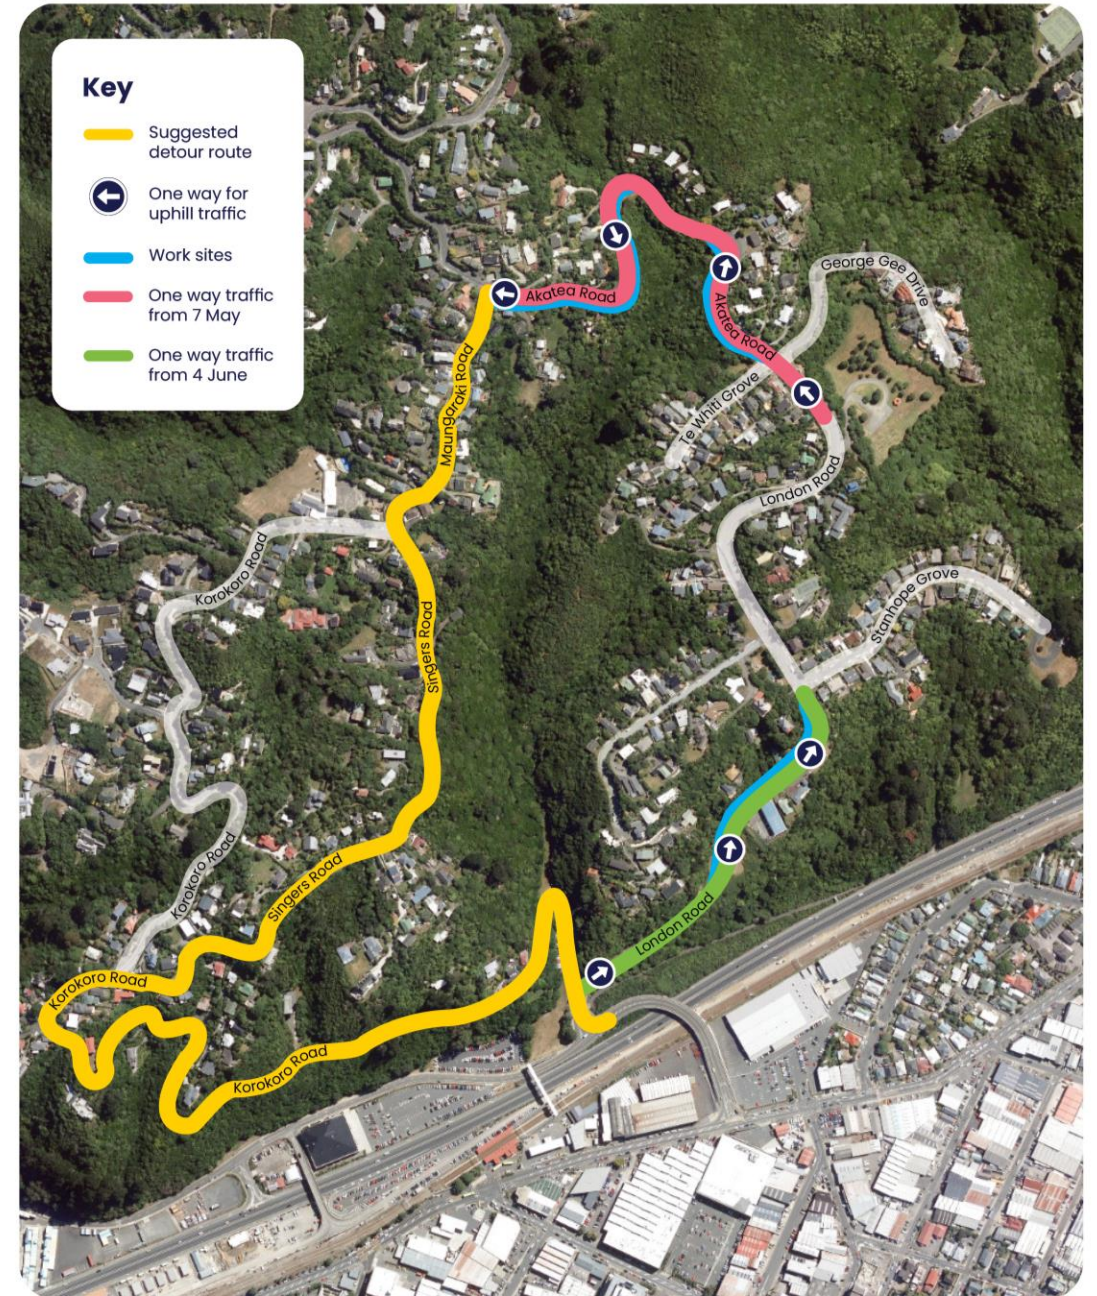 Key
Suggested
detour route
One way for
uphill traffic
Work sites
One way traffic
from 7 May
One way traffic
from 4 June
George Gee Drive
Akatea Road
Akatea Road
Maungaraki Road
Te Whiti Grove
London Road
Korokoro Road
Stanhope Grove
Singers Road
Korokoro Road
Singers Road
London Road
Korokoro Road
Korokoro Road